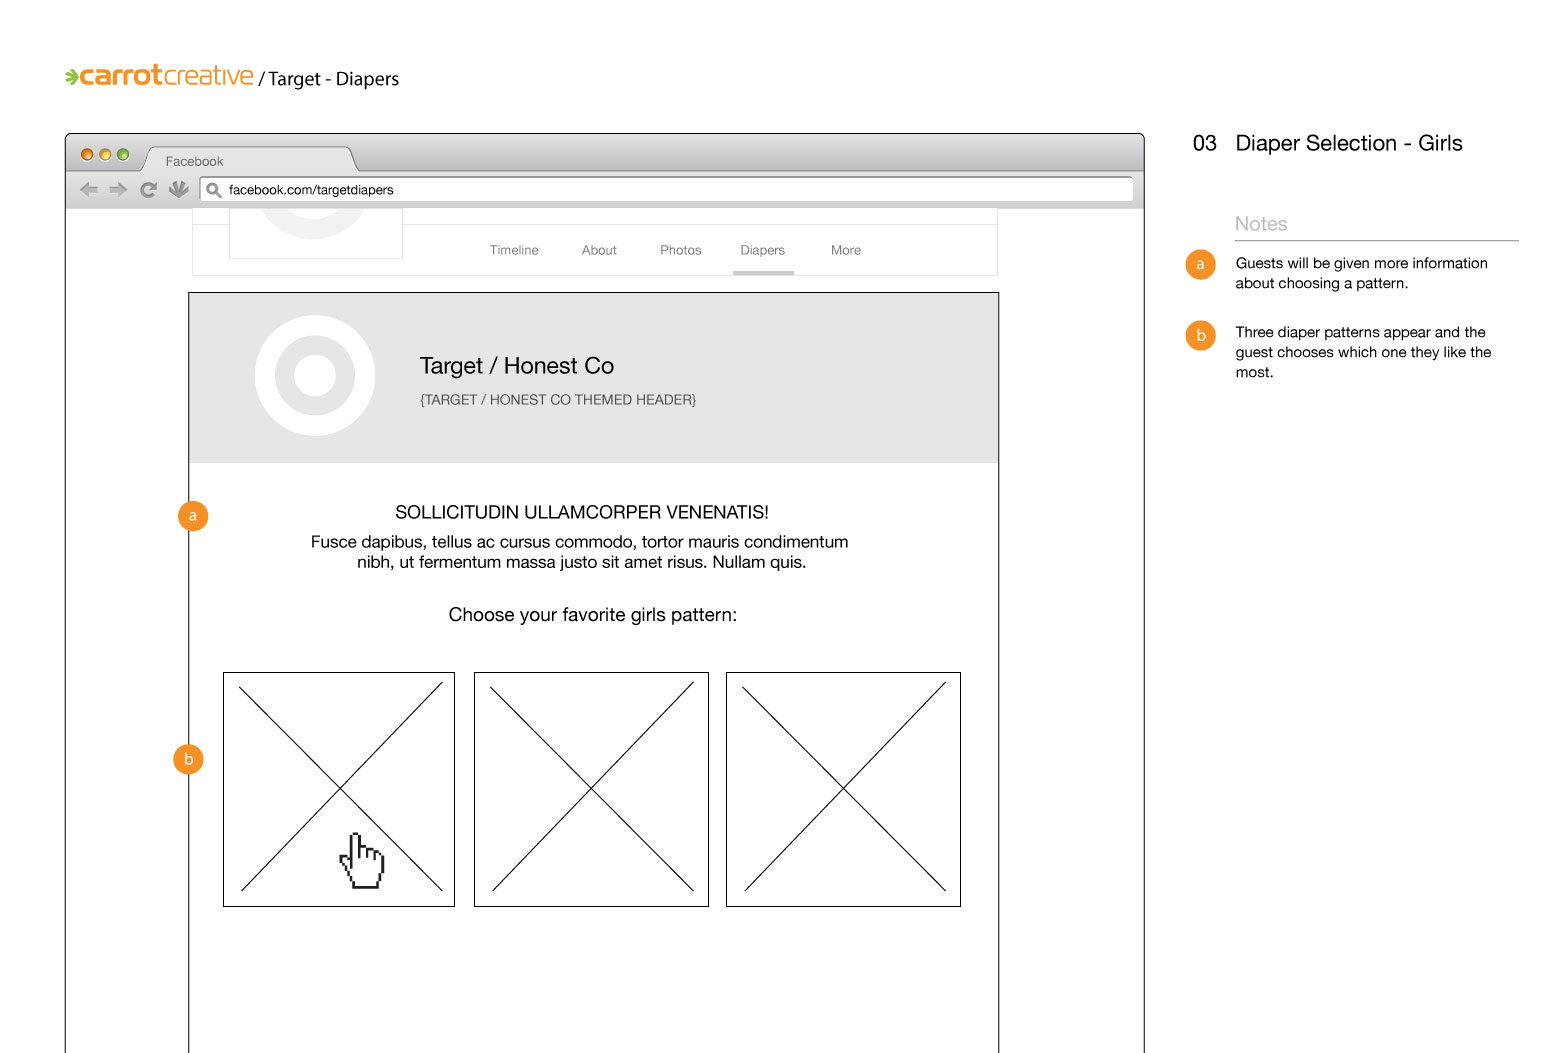 carrotcreative / Target - Diapers
Facebook
facebook.com/targetdiapers
Timeline About Photos Diapers More
Target / Honest Co
{TARGET / HONEST CO THEMED HEADER}
a
SOLLICITUDIN ULLAMCORPER VENENATIS!
Fusce dapibus, tellus ac cursus commodo, tortor mauris condimentum
nibh, ut fermentum massa justo sit amet risus. Nullam quis.
Choose your favorite girls pattern:
b
03 Diaper Selection - Girls
Notes
a Guests will be given more information
about choosing a pattern.
b Three diaper patterns appear and the
guest chooses which one they like the
most.